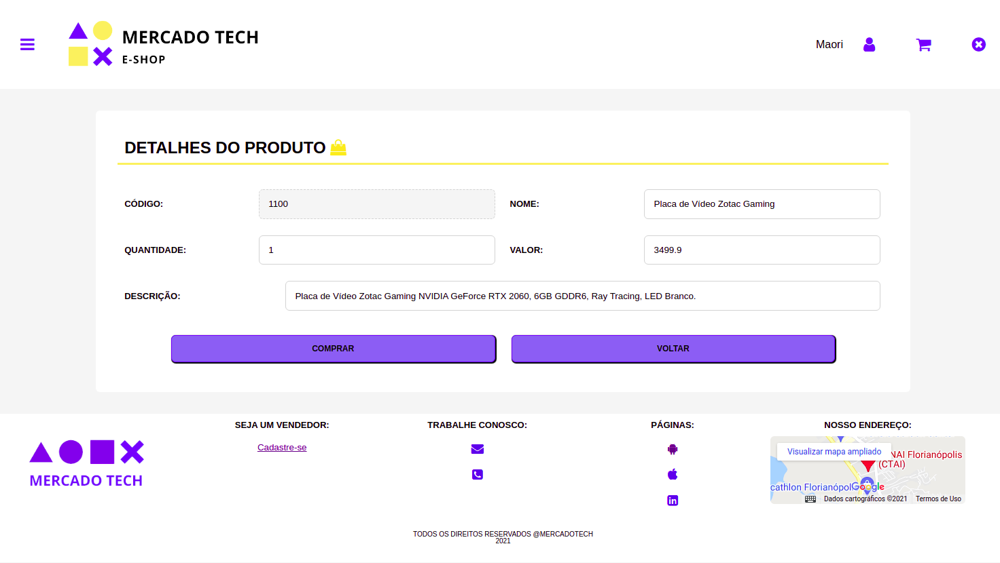 MERCADO TECH
E-SHOP
Maori
DETALHES DO PRODUTO
CÓDIGO:
1100
NOME:
Placa de Vídeo Zotac Gaming
QUANTIDADE:
1
VALOR:
3499.9
DESCRIÇÃO:
Placa de Vídeo Zotac Gaming NVIDIA GeForce RTX 2060, 6GB GDDR6, Ray Tracing, LED Branco.
COMPRAR
VOLTAR
MERCADO TECH
SEJA UM VENDEDOR:
Cadastre-se
TRABALHE CONOSCO:
PÁGINAS:
NOSSO ENDEREÇO:
Visualizar mapa ampliado
NAI Florianópolis
(CTAI)
cathlon Florianópol
Google
Dados cartográficos ©2021
Termos de Uso
TODOS OS DIREITOS RESERVADOS @MERCADOTECH
2021